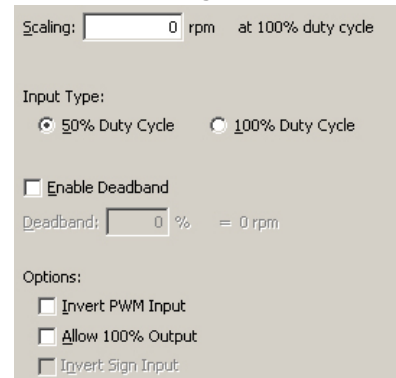 Scaling: 0 rpm at 100% duty cycle
Input Type:
50% Duty Cycle 100% Duty Cycle
Enable Deadband
Deadband: 0 % = 0 rpm
Options:
Invert PWM Input
Allow 100% Output
Invert Sign Input